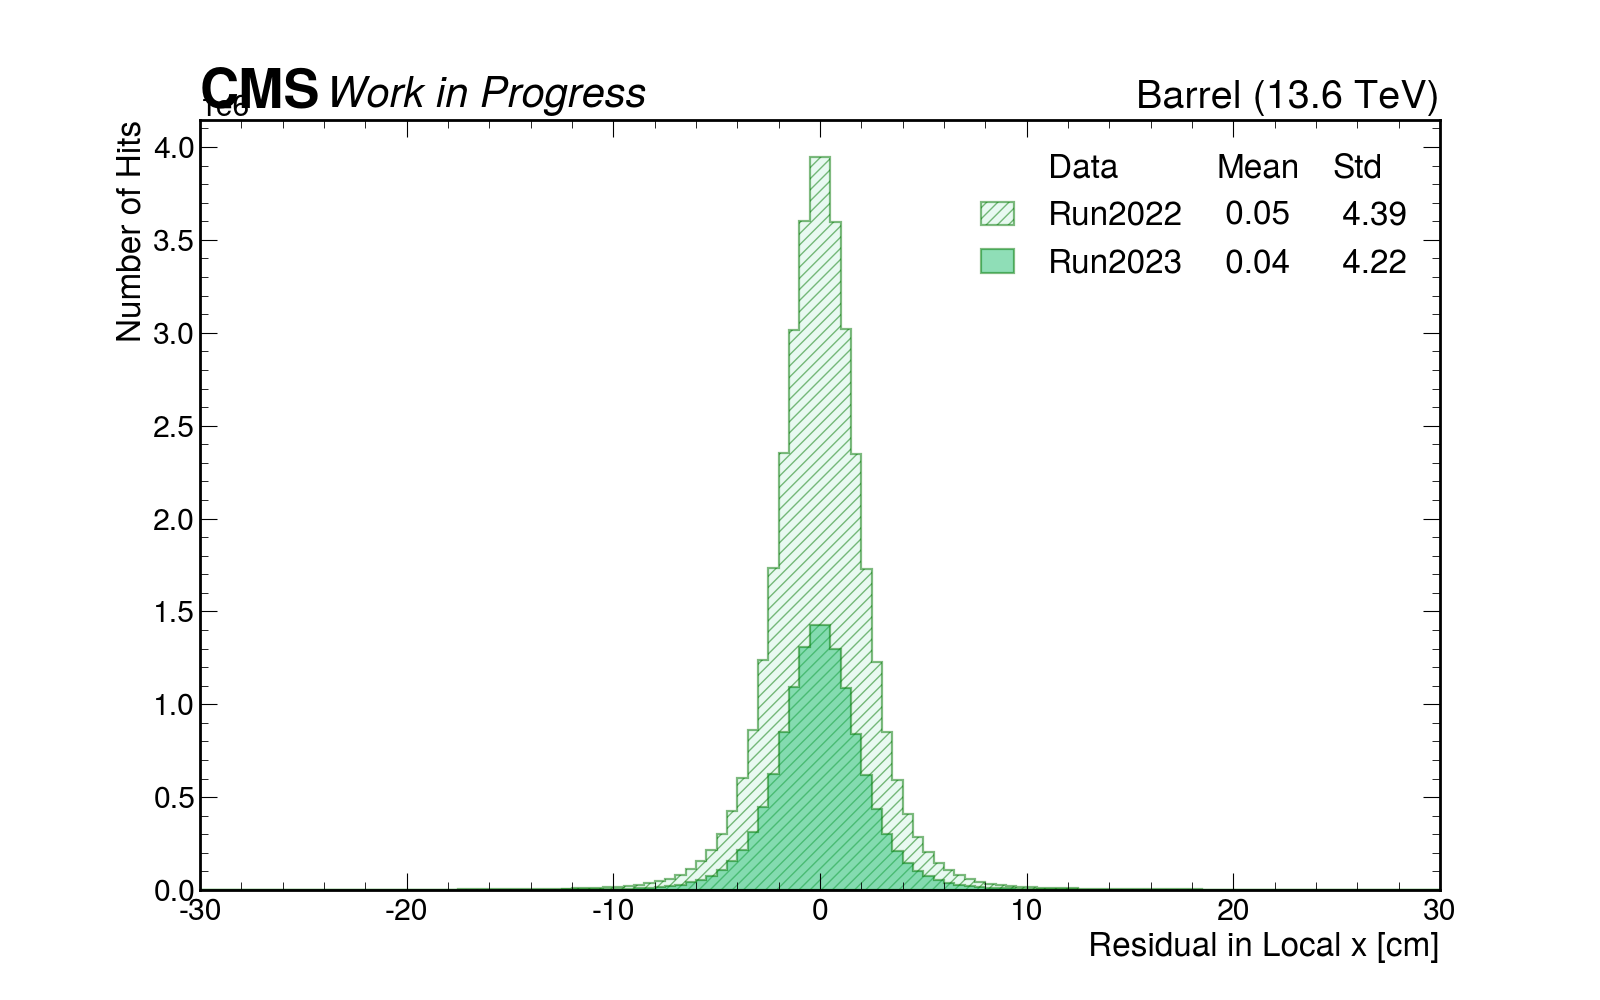 CMS Work in Progress
Barrel (13.6 TeV)
1e6
Number of Hits
4.0
3.5
3.0
2.5
2.0
1.5
1.0
0.5
0.0
Data Mean Std
Run2022 0.05 4.39
Run2023 0.04 4.22
-30 -20 -10 0 10 20 30
Residual in Local x [cm]